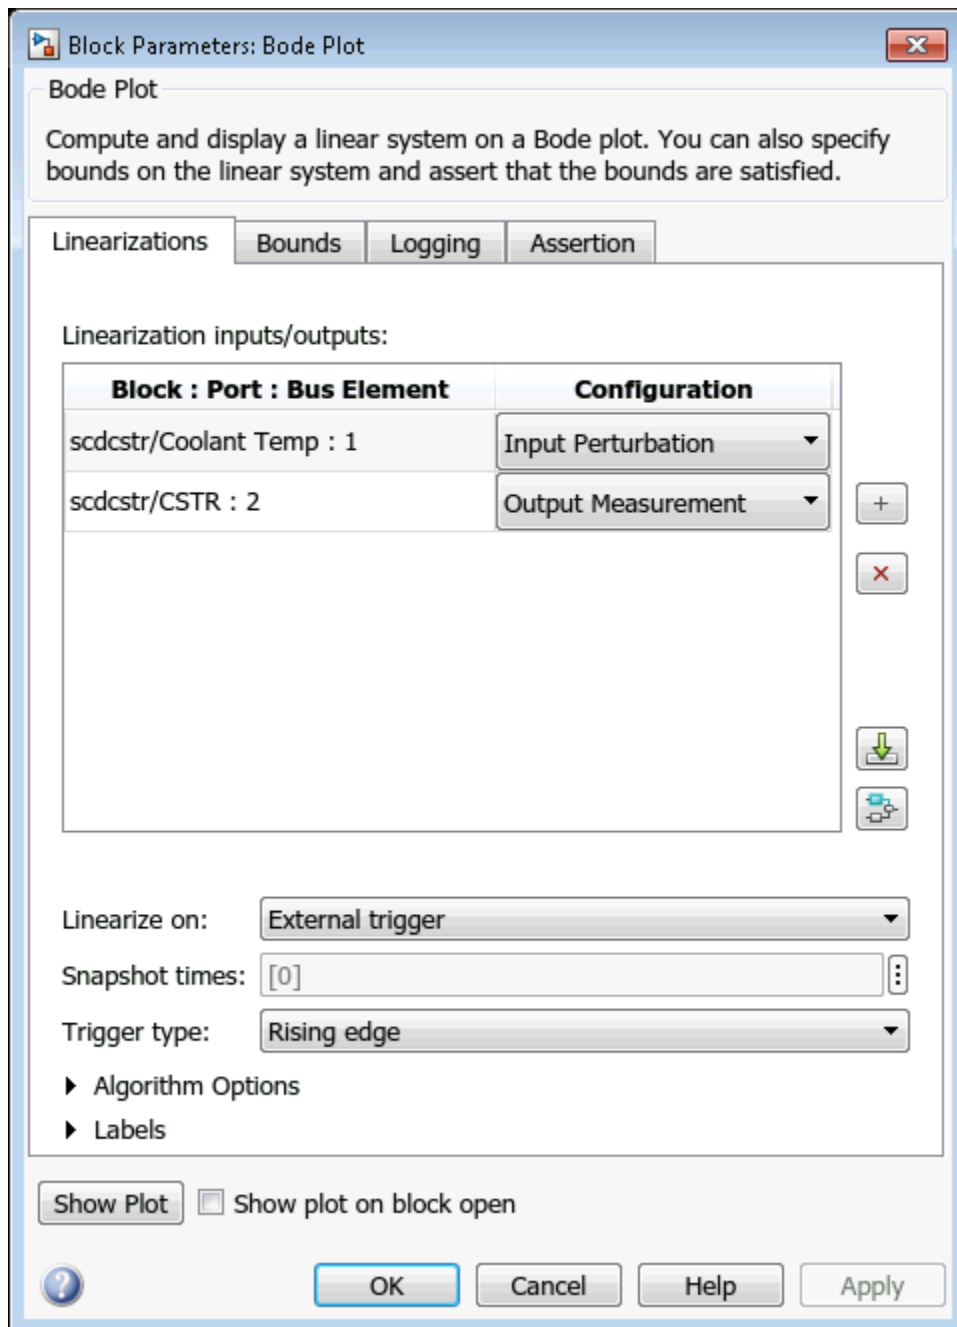 Block Parameters: Bode Plot
Bode Plot
Compute and display a linear system on a Bode plot. You can also specify
bounds on the linear system and assert that the bounds are satisfied.
Linearizations Bounds Logging Assertion
Linearization inputs/outputs:
Block : Port : Bus Element Configuration
scdcstr/Coolant Temp : 1 Input Perturbation
scdcstr/CSTR : 2 Output Measurement
Linearize on: External trigger
Snapshot times: [0]
Trigger type: Rising edge
Algorithm Options
Labels
Show Plot Show plot on block open
OK Cancel Help Apply